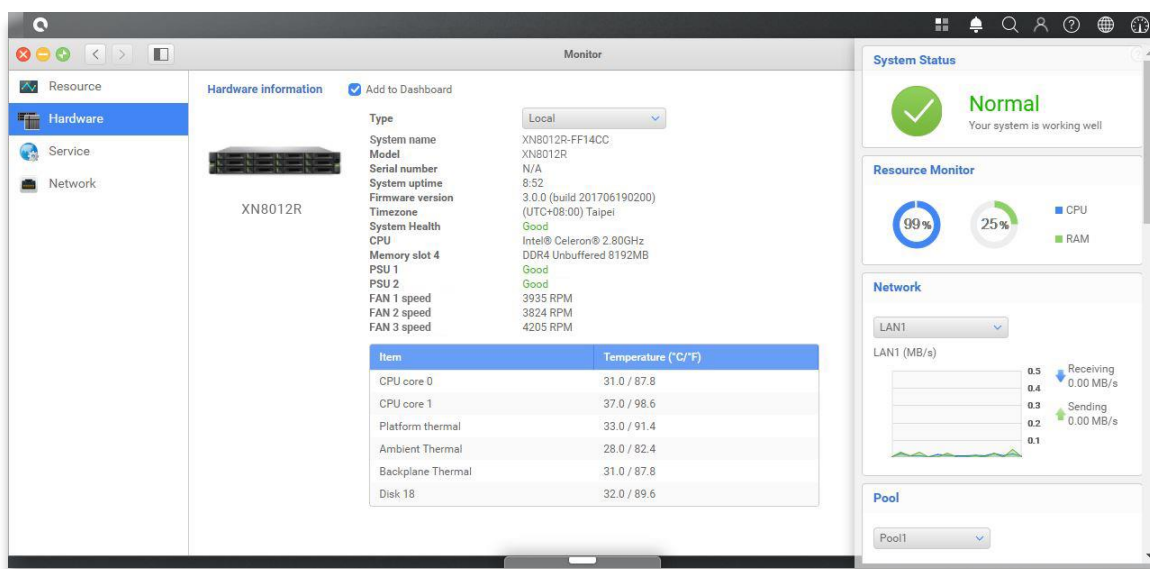 Monitor
Resource
Hardware
Service
Network
Hardware information
Add to Dashboard
XN8012R
Type Local
System name XN8012R-FF14CC
Model XN8012R
Serial number N/A
System uptime 8:52
Firmware version 3.0.0 (build 201706190200)
Timezone (UTC+08:00) Taipei
System Health Good
CPU Intel® Celeron® 2.80GHz
Memory slot 4 DDR4 Unbuffered 8192MB
PSU 1 Good
PSU 2 Good
FAN 1 speed 3935 RPM
FAN 2 speed 3824 RPM
FAN 3 speed 4205 RPM
Item Temperature (°C/°F)
CPU core 0 31.0 / 87.8
CPU core 1 37.0 / 98.6
Platform thermal 33.0 / 91.4
Ambient Thermal 28.0 / 82.4
Backplane Thermal 31.0 / 87.8
Disk 18 32.0 / 89.6
System Status
Normal
Your system is working well
Resource Monitor
99%
25%
CPU
RAM
Network
LAN1
LAN1 (MB/s)
0.5
0.4
0.3
0.2
0.1
Receiving
0.00 MB/s
Sending
0.00 MB/s
Pool
Pool1